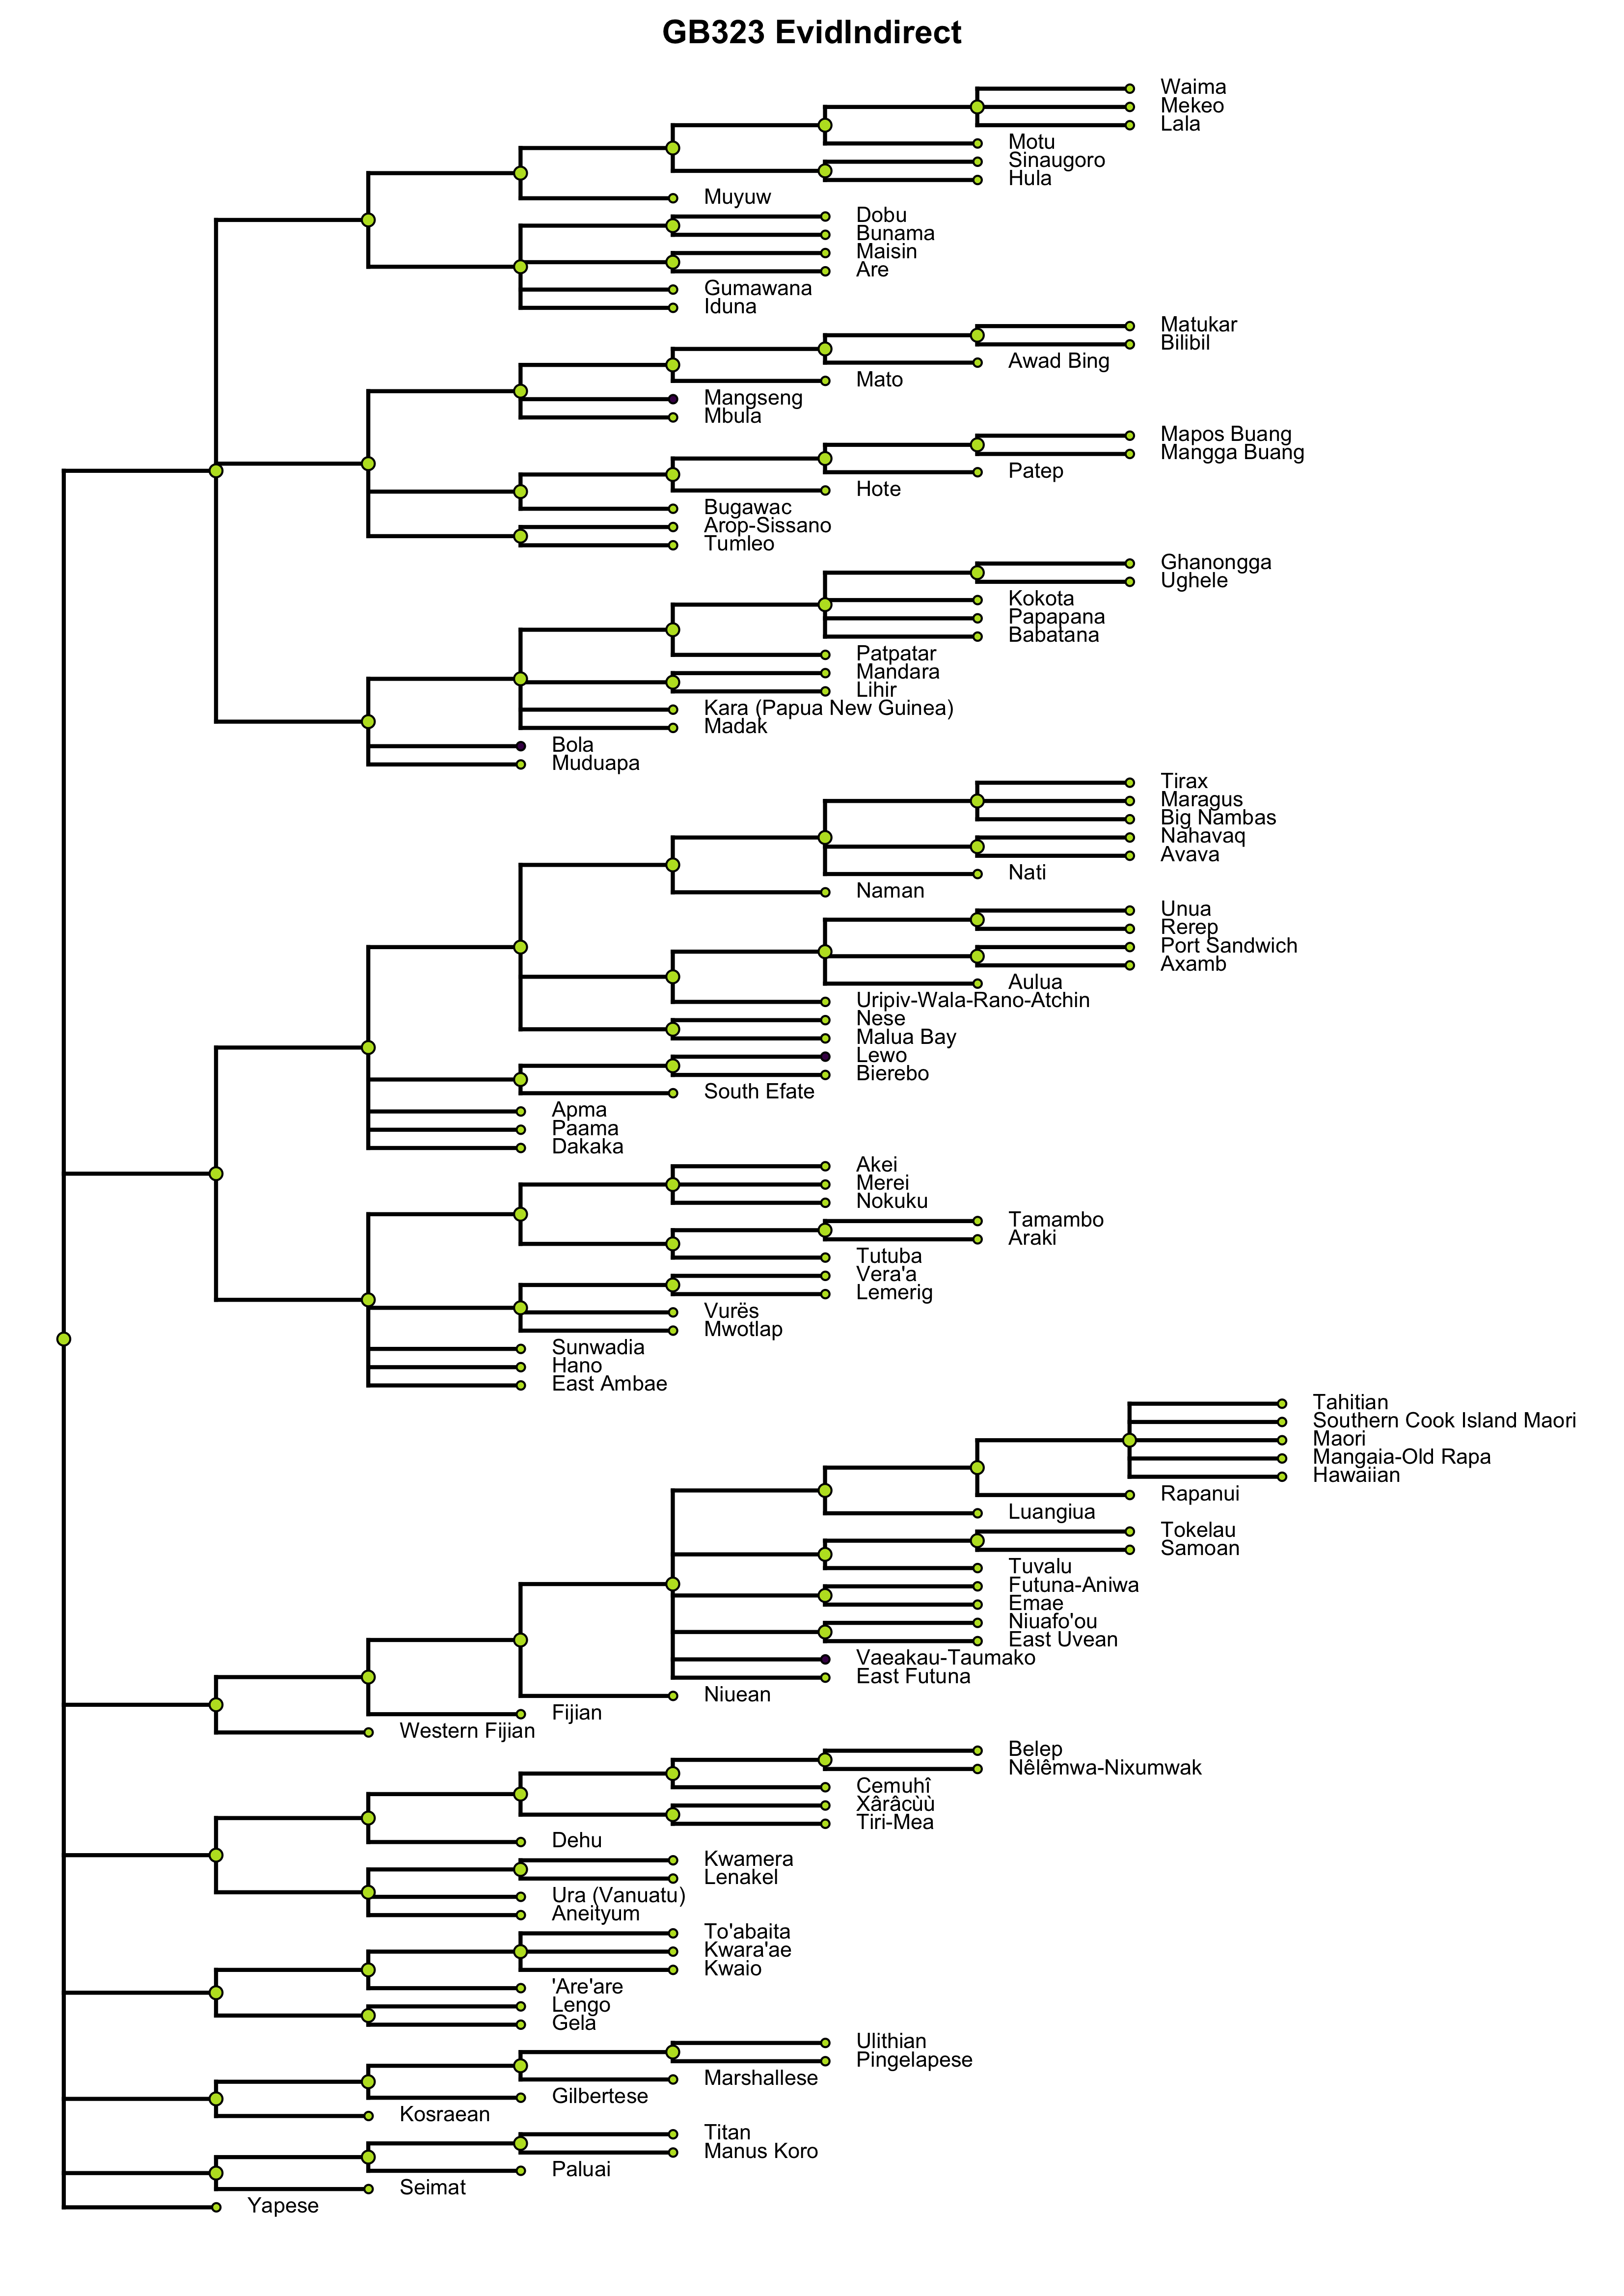 GB323 EvidIndirect
Waima
Mekeo
Lala
Motu
Sinaugoro
Hula
Muyuw
Dobu
Bunama
Maisin
Are
Gumawana
Iduna
Matukar
Bilibil
Awad Bing
Mato
Mangseng
Mbula
Mapos Buang
Mangga Buang
Patep
Hote
Bugawac
Arop-Sissano
Tumleo
Ghanongga
Ughele
Kokota
Papapana
Babatana
Patpatar
Mandara
Lihir
Kara (Papua New Guinea)
Madak
Bola
Muduapa
Tirax
Maragus
Big Nambas
Nahavaq
Avava
Nati
Naman
Unua
Rerep
Port Sandwich
Axamb
Aulua
Uripiv-Wala-Rano-Atchin
Nese
Malua Bay
Lewo
Bierebo
South Efate
Apma
Paama
Dakaka
Akei
Merei
Nokuku
Tamambo
Araki
Tutuba
Vera'a
Lemerig
Vurës
Mwotlap
Sunwadia
Hano
East Ambae
Tahitian
Southern Cook Island Maori
Maori
Mangaia-Old Rapa
Hawaiian
Rapanui
Luangiua
Tokelau
Samoan
Tuvalu
Futuna-Aniwa
Emae
Niuafo'ou
East Uvean
Vaeakau-Taumako
East Futuna
Niuean
Fijian
Western Fijian
Belep
Nêlêmwa-Nixumwak
Cemuhî
Xârâcùù
Tiri-Mea
Dehu
Kwamera
Lenakel
Ura (Vanuatu)
Aneityum
To'abaita
Kwara'ae
Kwaio
'Are'are
Lengo
Gela
Ulithian
Pingelapese
Marshallese
Gilbertese
Kosraean
Titan
Manus Koro
Paluai
Seimat
Yapese